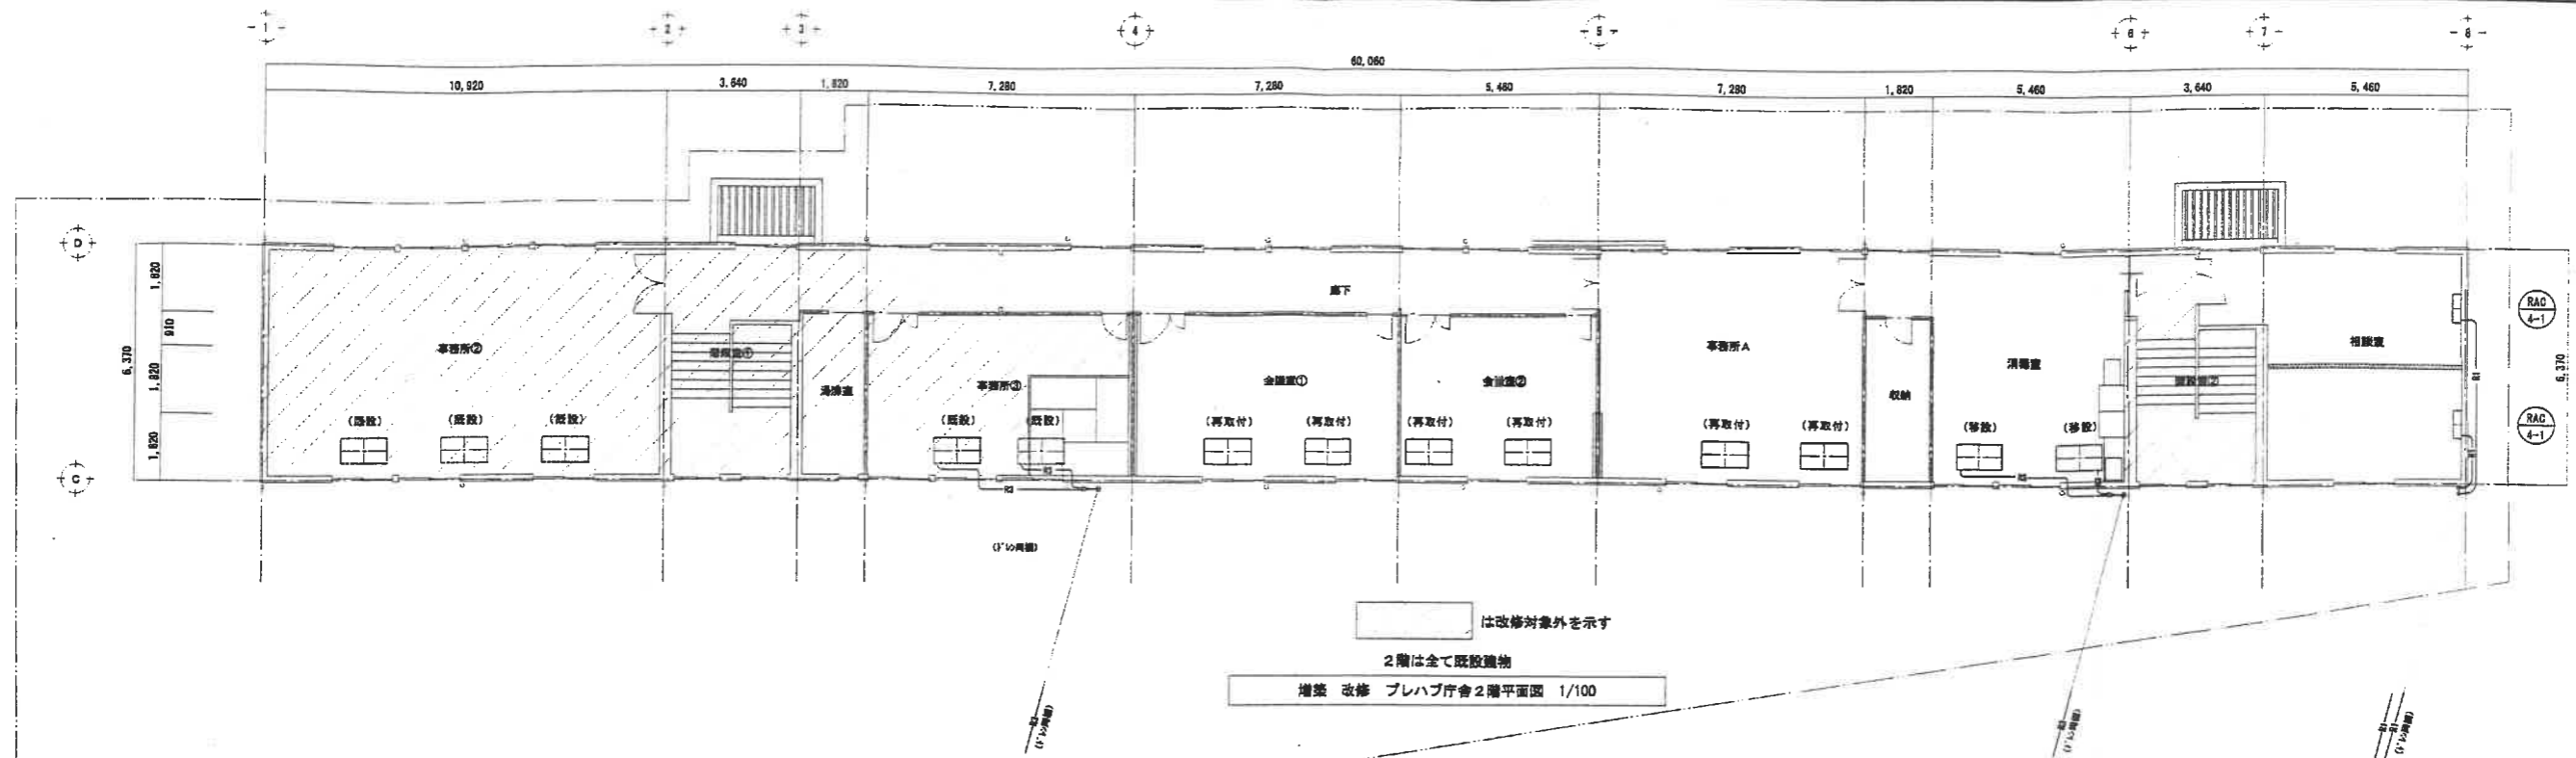 1
2
3
4
5
6
7
8
60,060
10,920
3,640
1,820
7,280
7,280
5,460
7,280
1,820
5,460
3,640
5,460
D
C
6,370
1,820
910
1,820
1,820
廊下
事務所②
階段室①
湯沸室
事務所③
会議室①
会議室②
事務所A
収納
消毒室
階段室②
相談室
(既設)
(既設)
(既設)
(既設)
(既設)
(再取付)
(再取付)
(再取付)
(再取付)
(再取付)
(再取付)
(移設)
(移設)
RAC
4-1
RAC
4-1
6,370
R1
R3
は改修対象外を示す
2階は全て既設建物
増築 改修 プレハブ庁舎2階平面図 1/100